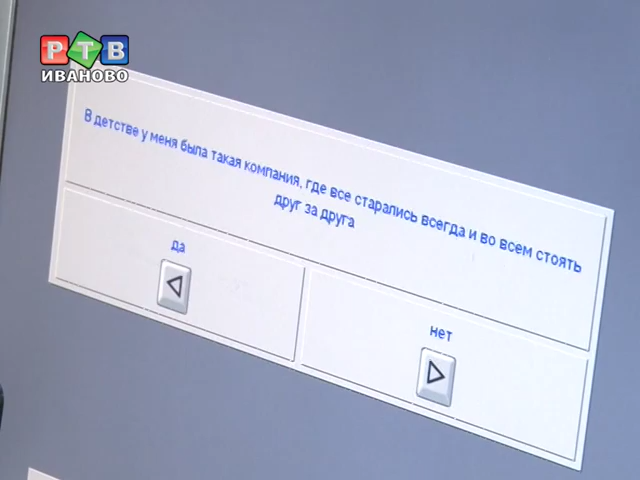 РТВ
ИВАНОВО
В детстве у меня была такая компания, где все старались всегда и во всем стоять
друг за друга
да
нет